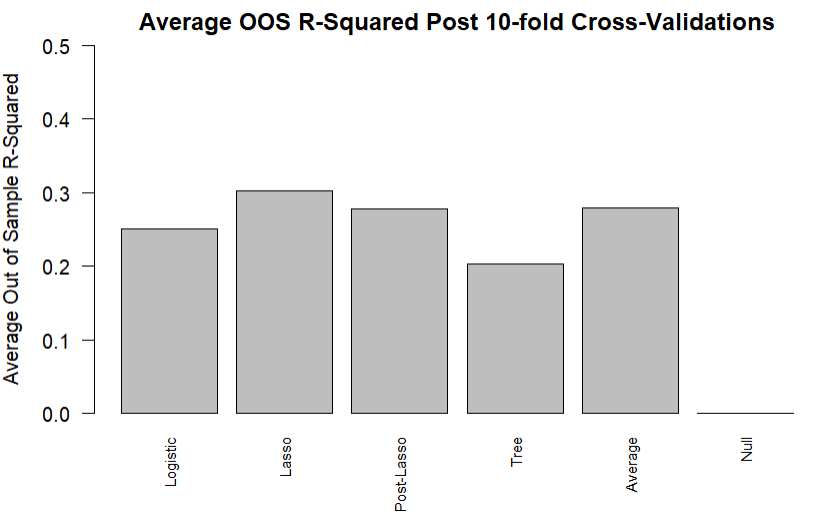 Average OOS R-Squared Post 10-fold Cross-Validations
Average Out of Sample R-Squared
0.5
0.4
0.3
0.2
0.1
0.0
Logistic
Lasso
Post-Lasso
Tree
Average
Null